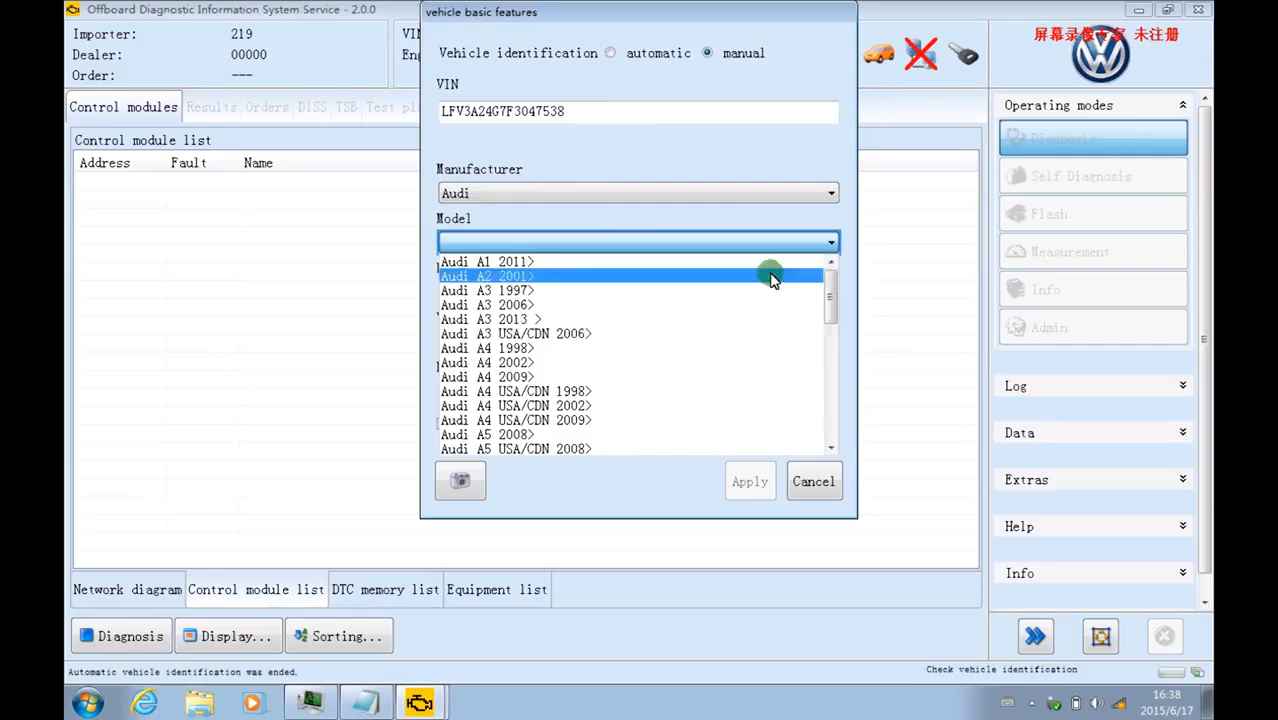 Offboard Diagnostic Information System Service - 2.0.0
Importer: 219
Dealer: 00000
Order: ---
VIN
Eng
屏幕录像专家 未注册
vehicle basic features
Vehicle identification automatic manual
VIN
LFV3A24G7F3047538
Manufacturer
Audi
Model
Audi A1 2011>
Audi A2 2001>
Audi A3 1997>
Audi A3 2006>
Audi A3 2013 >
Audi A3 USA/CDN 2006>
Audi A4 1998>
Audi A4 2002>
Audi A4 2009>
Audi A4 USA/CDN 1998>
Audi A4 USA/CDN 2002>
Audi A4 USA/CDN 2009>
Audi A5 2008>
Audi A5 USA/CDN 2008>
Apply Cancel
Control modules Results Orders DISS TSB Test pl
Control module list
Address Fault Name
Operating modes
Diagnosis
Self Diagnosis
Flash
Measurement
Info
Admin
Log
Data
Extras
Help
Info
Network diagram Control module list DTC memory list Equipment list
Diagnosis Display... Sorting...
Automatic vehicle identification was ended. Check vehicle identification
16:38
2015/6/17